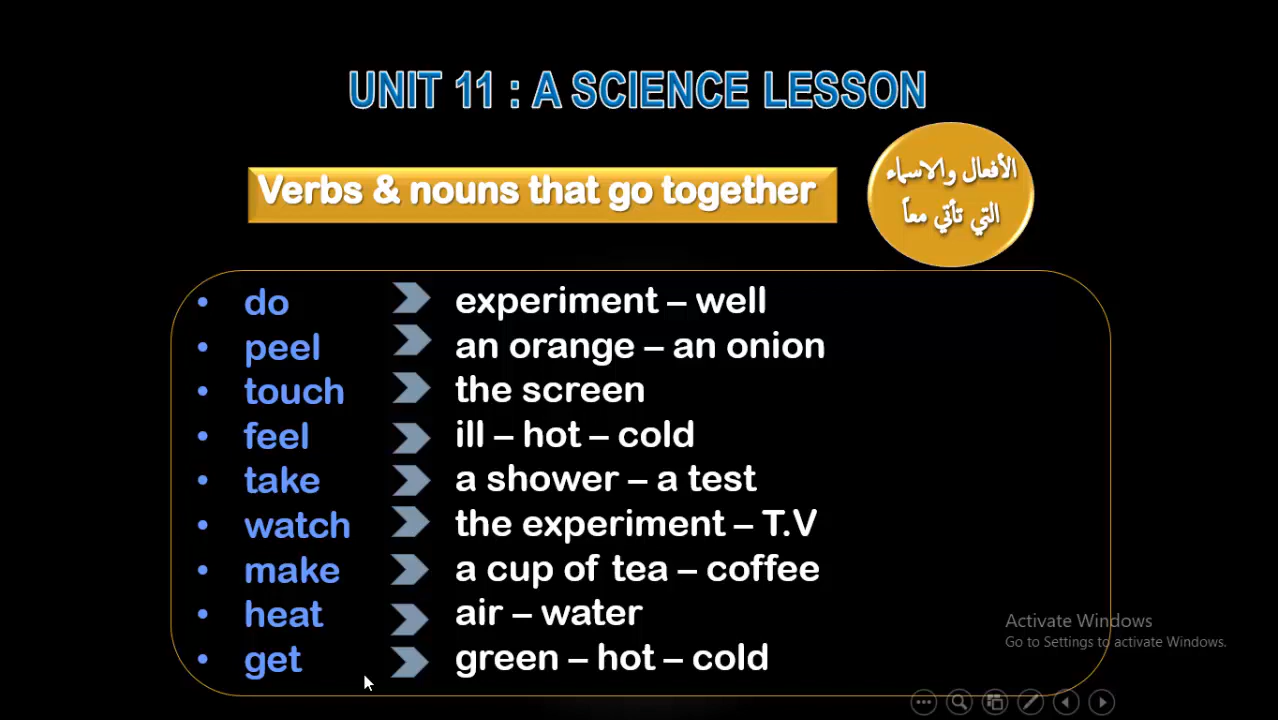 UNIT 11 : A SCIENCE LESSON
Verbs & nouns that go together
الأفعال والاسماء
التي تأتي معاً
• do experiment – well
• peel an orange – an onion
• touch the screen
• feel ill – hot – cold
• take a shower – a test
• watch the experiment – T.V
• make a cup of tea – coffee
• heat air – water
• get green – hot – cold
Activate Windows
Go to Settings to activate Windows.